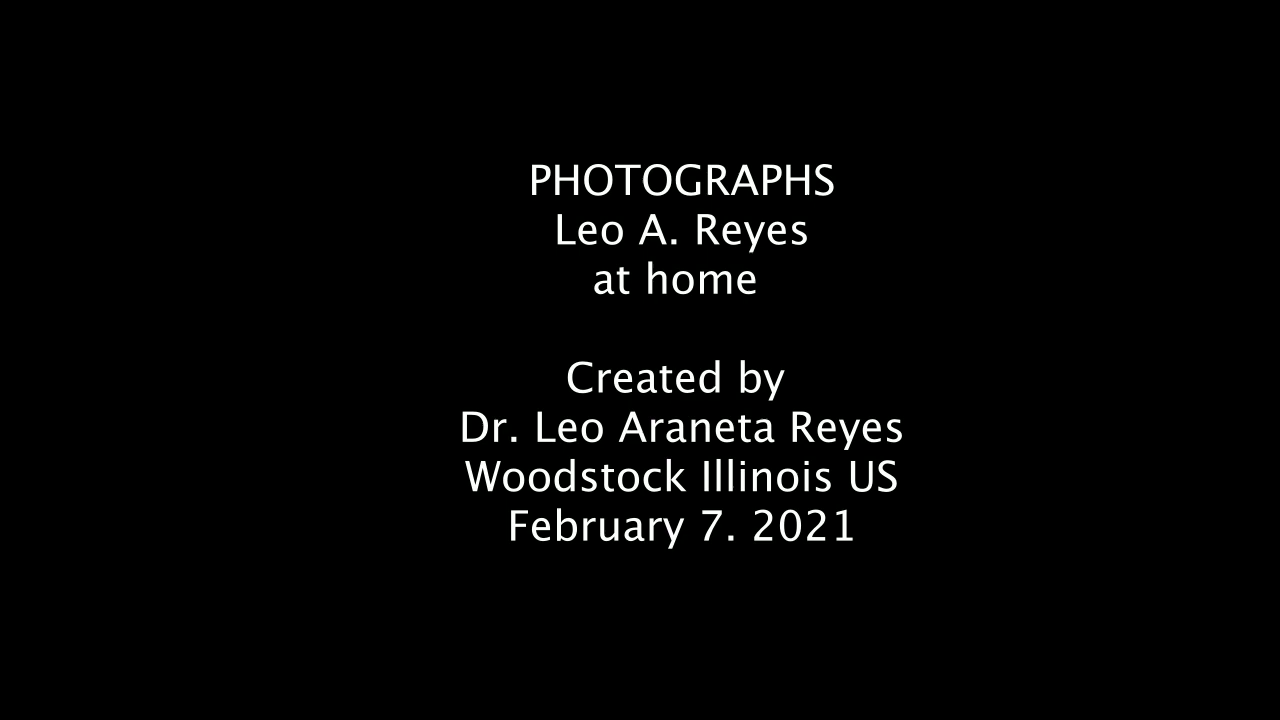 PHOTOGRAPHS
Leo A. Reyes
at home
Created by
Dr. Leo Araneta Reyes
Woodstock Illinois US
February 7. 2021